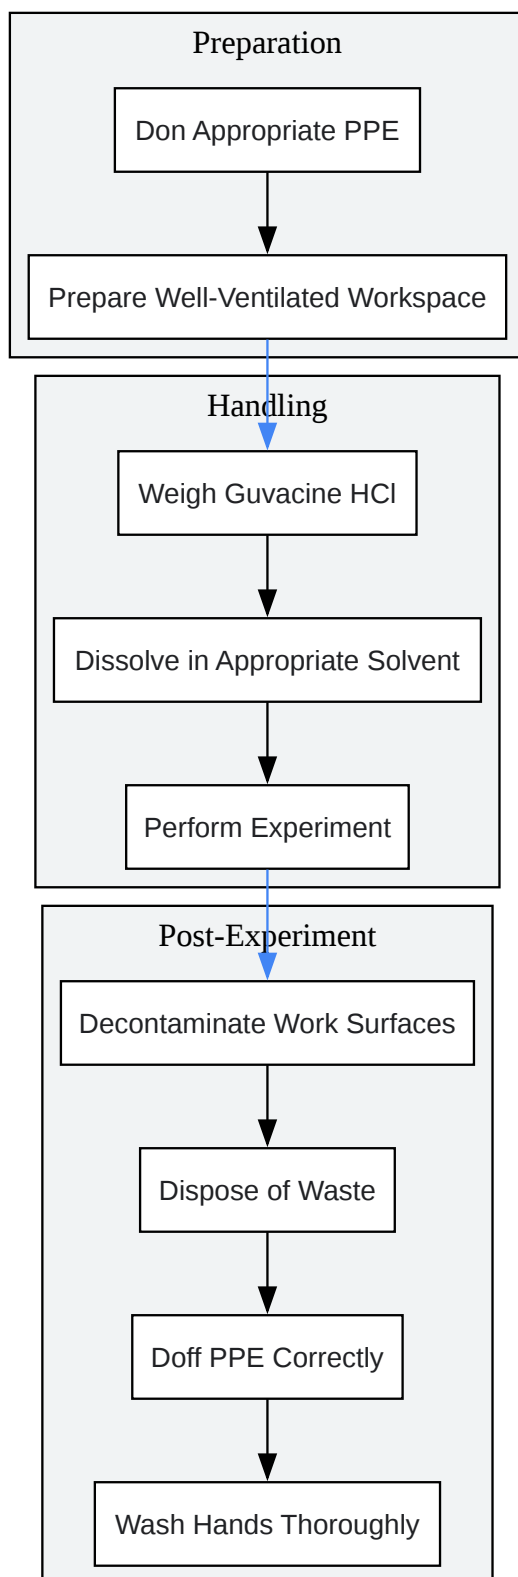 Preparation
Don Appropriate PPE
Prepare Well-Ventilated Workspace
Handling
Weigh Guvacine HCl
Dissolve in Appropriate Solvent
Perform Experiment
Post-Experiment
Decontaminate Work Surfaces
Dispose of Waste
Doff PPE Correctly
Wash Hands Thoroughly